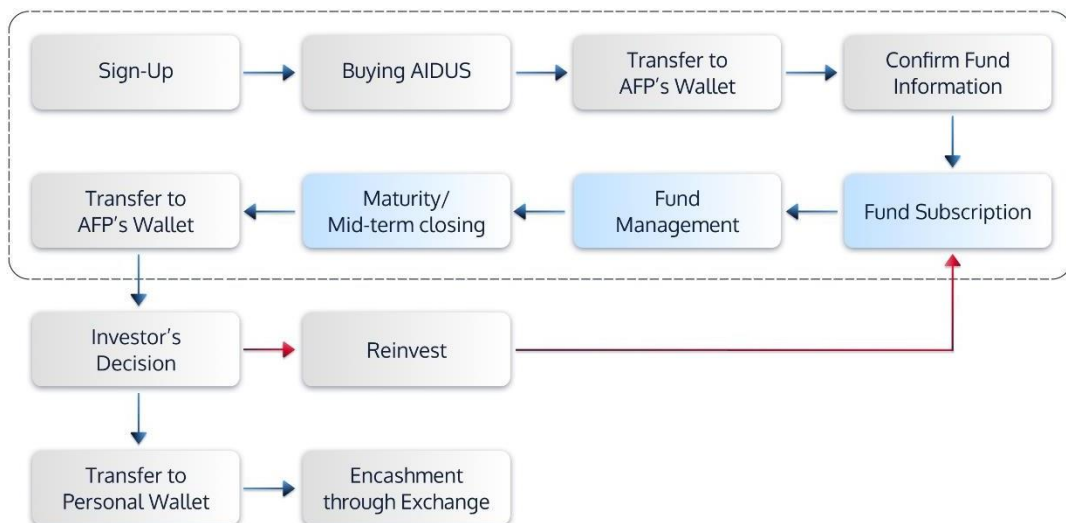 Sign-Up
Buying AIDUS
Transfer to
AFP's Wallet
Confirm Fund
Information
Transfer to
AFP's Wallet
Maturity/
Mid-term closing
Fund
Management
Fund Subscription
Investor's
Decision
Reinvest
Transfer to
Personal Wallet
Encashment
through Exchange